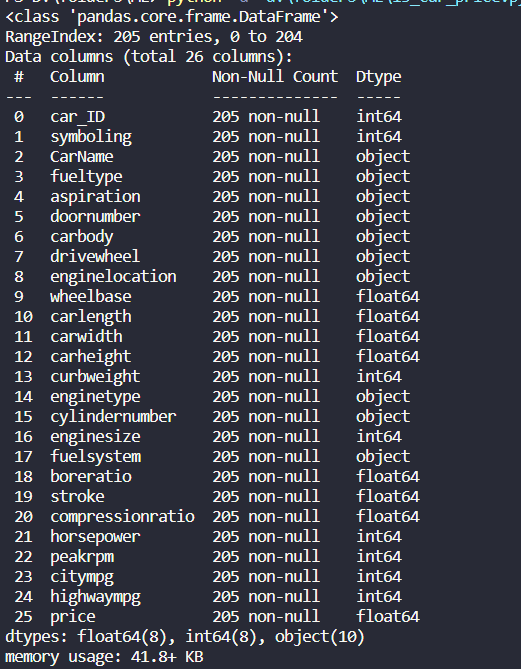 <class 'pandas.core.frame.DataFrame'>
RangeIndex: 205 entries, 0 to 204
Data columns (total 26 columns):
 #   Column            Non-Null Count  Dtype
---  ------            --------------  -----
 0   car_ID            205 non-null    int64
 1   symboling         205 non-null    int64
 2   CarName           205 non-null    object
 3   fueltype          205 non-null    object
 4   aspiration        205 non-null    object
 5   doornumber        205 non-null    object
 6   carbody           205 non-null    object
 7   drivewheel        205 non-null    object
 8   enginelocation    205 non-null    object
 9   wheelbase         205 non-null    float64
 10  carlength         205 non-null    float64
 11  carwidth          205 non-null    float64
 12  carheight         205 non-null    float64
 13  curbweight        205 non-null    int64
 14  enginetype        205 non-null    object
 15  cylindernumber    205 non-null    object
 16  enginesize        205 non-null    int64
 17  fuelsystem        205 non-null    object
 18  boreratio         205 non-null    float64
 19  stroke            205 non-null    float64
 20  compressionratio  205 non-null    float64
 21  horsepower        205 non-null    int64
 22  peakrpm           205 non-null    int64
 23  citympg           205 non-null    int64
 24  highwaympg        205 non-null    int64
 25  price             205 non-null    float64
dtypes: float64(8), int64(8), object(10)
memory usage: 41.8+ KB